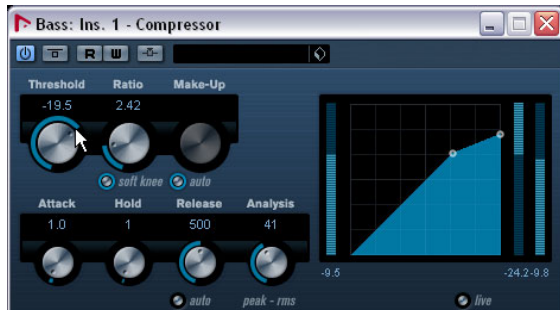 Bass: Ins. 1 - Compressor
R W
Threshold Ratio Make-Up
-19.5 2.42
soft knee auto
Attack Hold Release Analysis
1.0 1 500 41
-9.5 -24.2 -9.8
auto peak - rms live